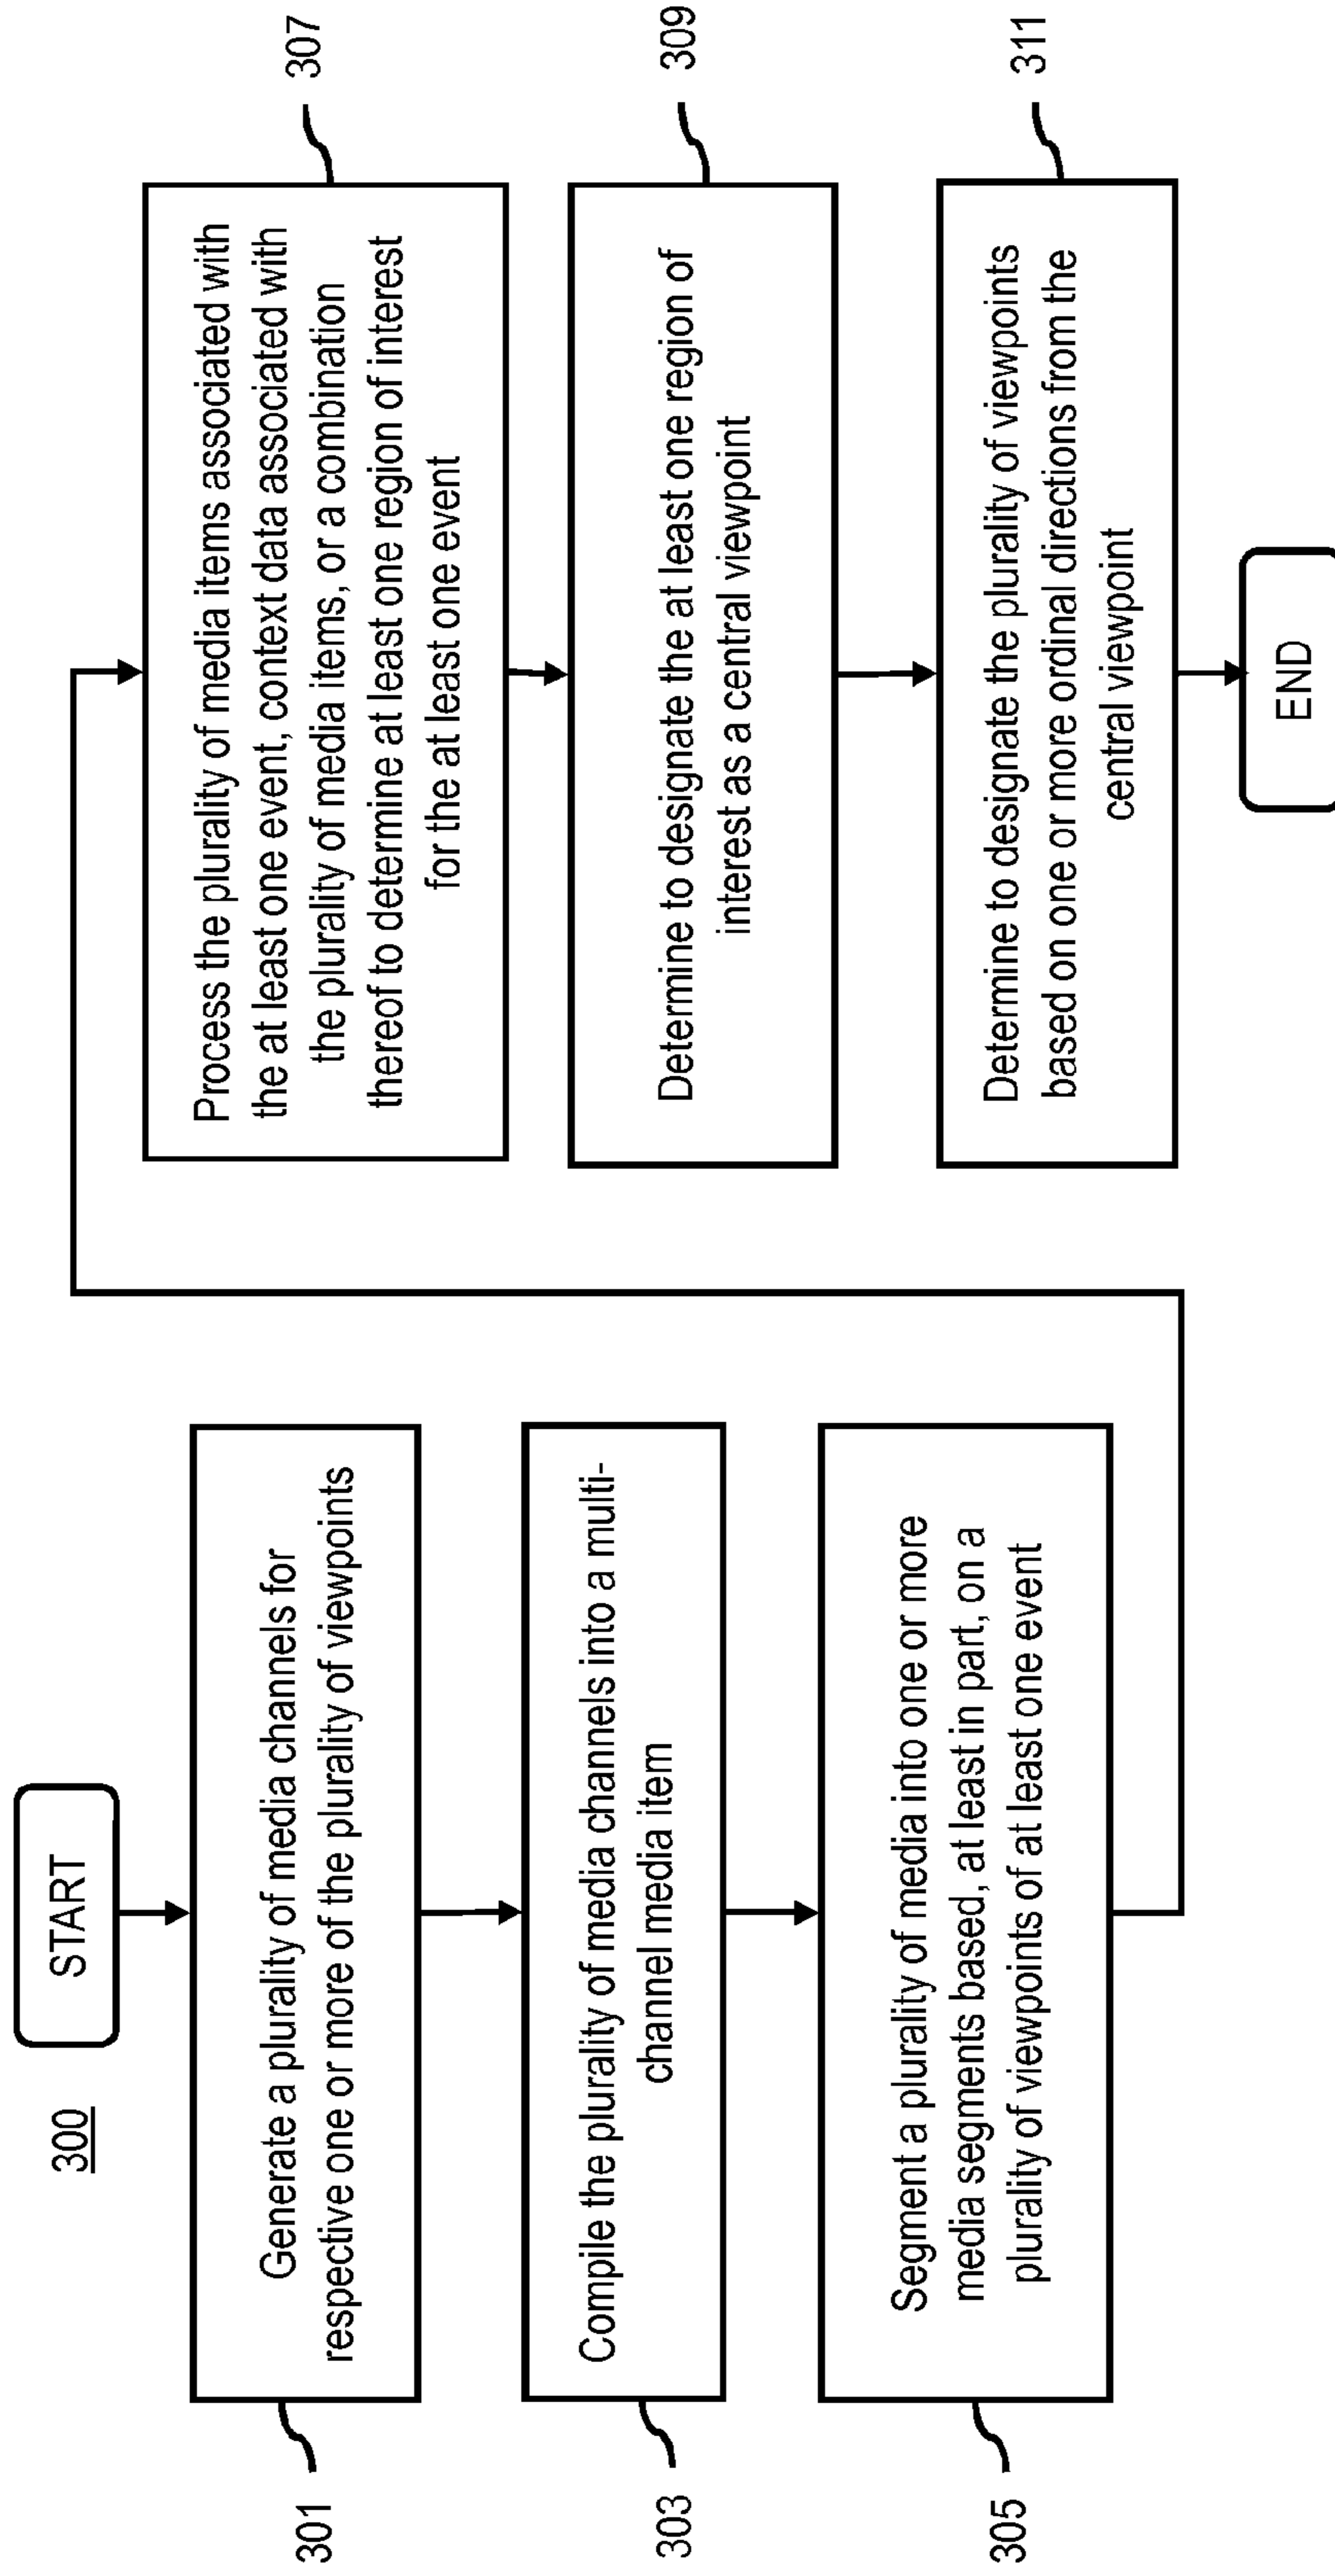 300
START
301
Generate a plurality of media channels for
respective one or more of the plurality of viewpoints
303
Compile the plurality of media channels into a multi-
channel media item
305
Segment a plurality of media into one or more
media segments based, at least in part, on a
plurality of viewpoints of at least one event
307
Process the plurality of media items associated with
the at least one event, context data associated with
the plurality of media items, or a combination
thereof to determine at least one region of interest
for the at least one event
309
Determine to designate the at least one region of
interest as a central viewpoint
311
Determine to designate the plurality of viewpoints
based on one or more ordinal directions from the
central viewpoint
END